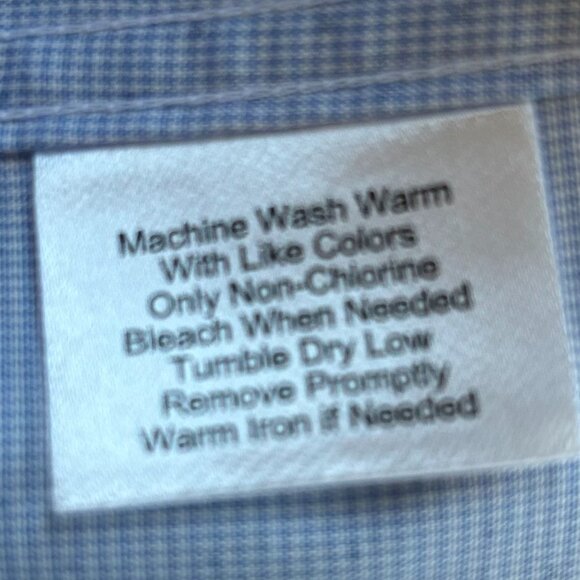 Machine Wash Warm
With Like Colors
Only Non-Chlorine
Bleach When Needed
Tumble Dry Low
Remove Promptly
Warm Iron if Needed